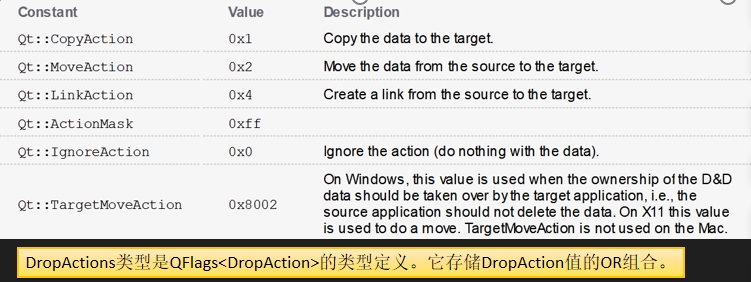 Constant Value Description
Qt::CopyAction 0x1 Copy the data to the target.
Qt::MoveAction 0x2 Move the data from the source to the target.
Qt::LinkAction 0x4 Create a link from the source to the target.
Qt::ActionMask 0xff
Qt::IgnoreAction 0x0 Ignore the action (do nothing with the data).
On Windows, this value is used when the ownership of the D&D
data should be taken over by the target application, i.e., the
Qt::TargetMoveAction 0x8002 source application should not delete the data. On X11 this value
is used to do a move. TargetMoveAction is not used on the Mac.
DropActions类型是QFlags<DropAction>的类型定义。它存储DropAction值的OR组合。